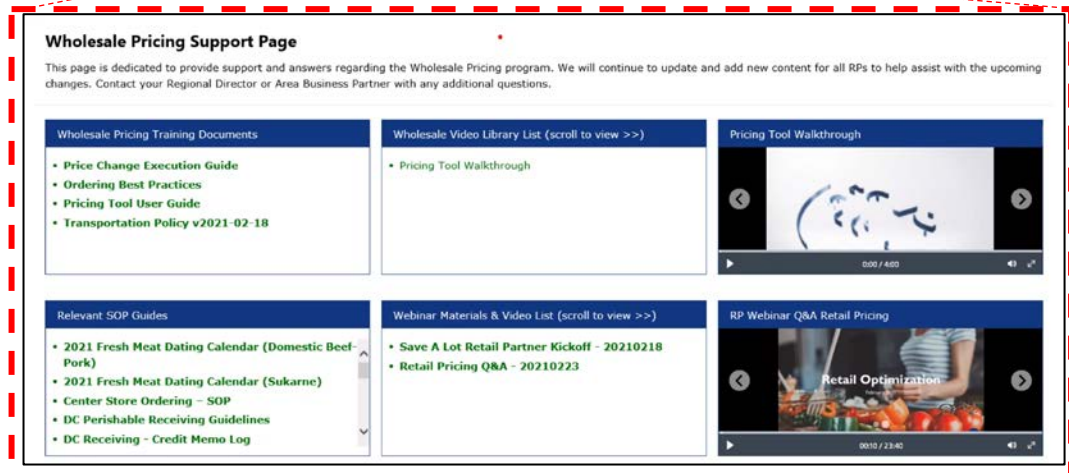 Wholesale Pricing Support Page
This page is dedicated to provide support and answers regarding the Wholesale Pricing program. We will continue to update and add new content for all RPs to help assist with the upcoming
changes. Contact your Regional Director or Area Business Partner with any additional questions.
Wholesale Pricing Training Documents
• Price Change Execution Guide
• Ordering Best Practices
• Pricing Tool User Guide
• Transportation Policy v2021-02-18
Wholesale Video Library List (scroll to view >>)
• Pricing Tool Walkthrough
Pricing Tool Walkthrough
0:00 / 4:00
Relevant SOP Guides
• 2021 Fresh Meat Dating Calendar (Domestic Beef-
Pork)
• 2021 Fresh Meat Dating Calendar (Sukarne)
• Center Store Ordering – SOP
• DC Perishable Receiving Guidelines
• DC Receiving - Credit Memo Log
Webinar Materials & Video List (scroll to view >>)
• Save A Lot Retail Partner Kickoff - 20210218
• Retail Pricing Q&A - 20210223
RP Webinar Q&A Retail Pricing
Retail Optimization
00:10 / 23:40